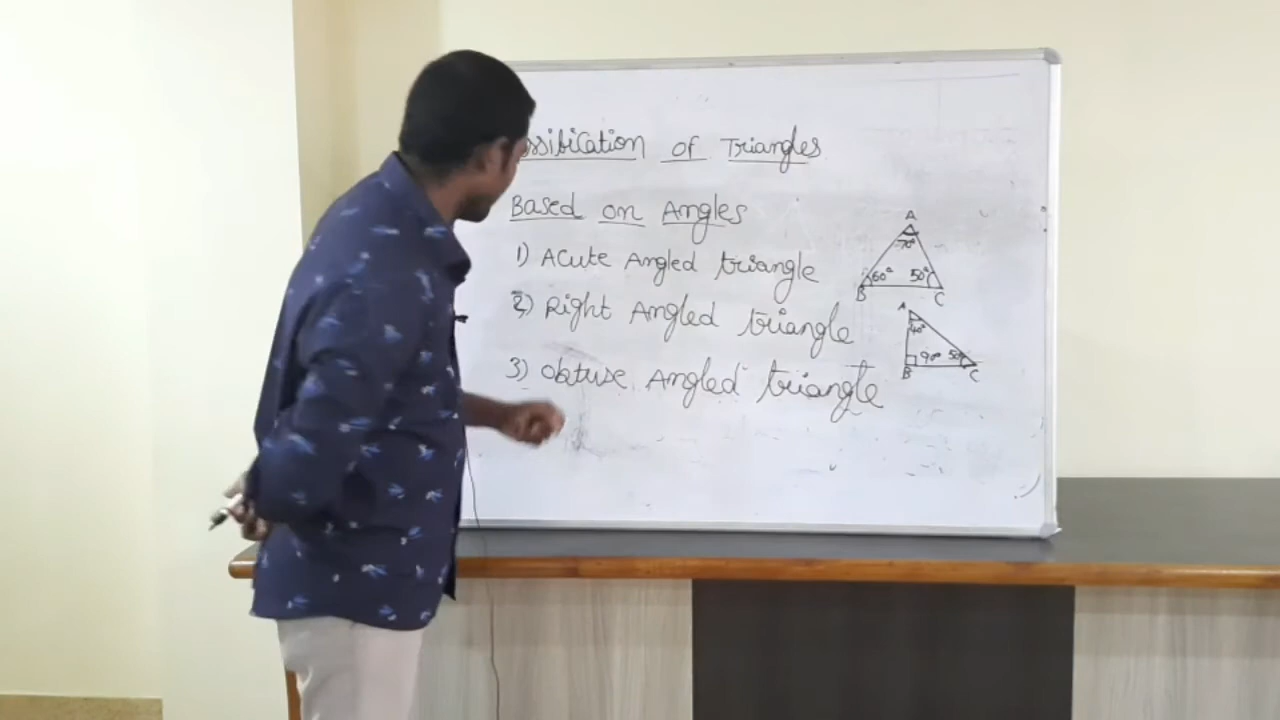 ssification of Triangles
Based on Angles
1) Acute Angled triangle
2) Right Angled triangle
3) Obtuse Angled triangle
A
70°
60° 50°
B C
A
40°
90° 50°
B C